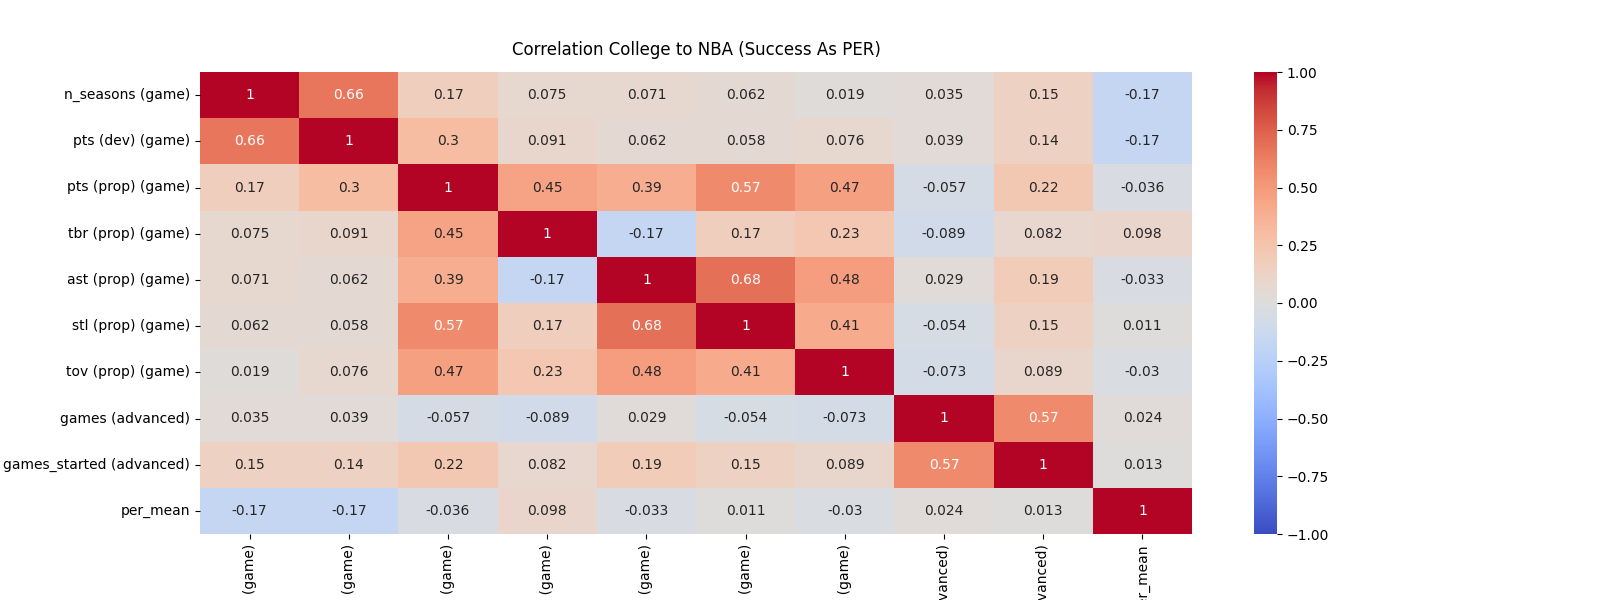 Correlation College to NBA (Success As PER)
n_seasons (game) 1 0.66 0.17 0.075 0.071 0.062 0.019 0.035 0.15 -0.17
pts (dev) (game) 0.66 1 0.3 0.091 0.062 0.058 0.076 0.039 0.14 -0.17
pts (prop) (game) 0.17 0.3 1 0.45 0.39 0.57 0.47 -0.057 0.22 -0.036
tbr (prop) (game) 0.075 0.091 0.45 1 -0.17 0.17 0.23 -0.089 0.082 0.098
ast (prop) (game) 0.071 0.062 0.39 -0.17 1 0.68 0.48 0.029 0.19 -0.033
stl (prop) (game) 0.062 0.058 0.57 0.17 0.68 1 0.41 -0.054 0.15 0.011
tov (prop) (game) 0.019 0.076 0.47 0.23 0.48 0.41 1 -0.073 0.089 -0.03
games (advanced) 0.035 0.039 -0.057 -0.089 0.029 -0.054 -0.073 1 0.57 0.024
games_started (advanced) 0.15 0.14 0.22 0.082 0.19 0.15 0.089 0.57 1 0.013
per_mean -0.17 -0.17 -0.036 0.098 -0.033 0.011 -0.03 0.024 0.013 1
(game)
(game)
(game)
(game)
(game)
(game)
(game)
vanced)
vanced)
r_mean
1.00
0.75
0.50
0.25
0.00
−0.25
−0.50
−0.75
−1.00